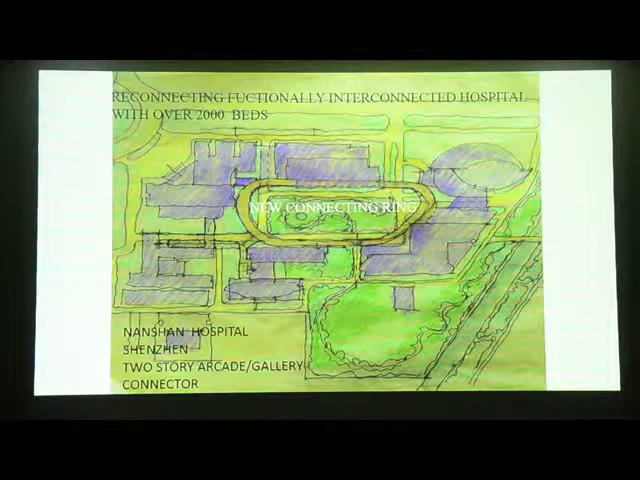 RECONNECTING FUCTIONALLY INTERCONNECTED HOSPITAL
WITH OVER 2000 BEDS
NEW CONNECTING RING
NANSHAN HOSPITAL
SHENZHEN
TWO STORY ARCADE/GALLERY
CONNECTOR